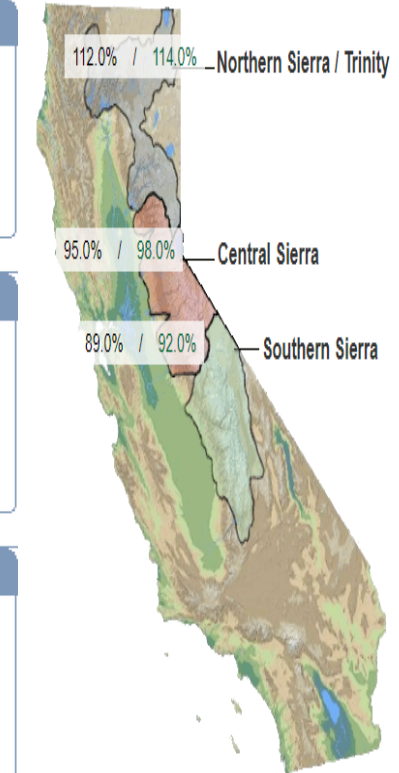 112.0% / 114.0% Northern Sierra / Trinity
95.0% / 98.0% Central Sierra
89.0% / 92.0% Southern Sierra